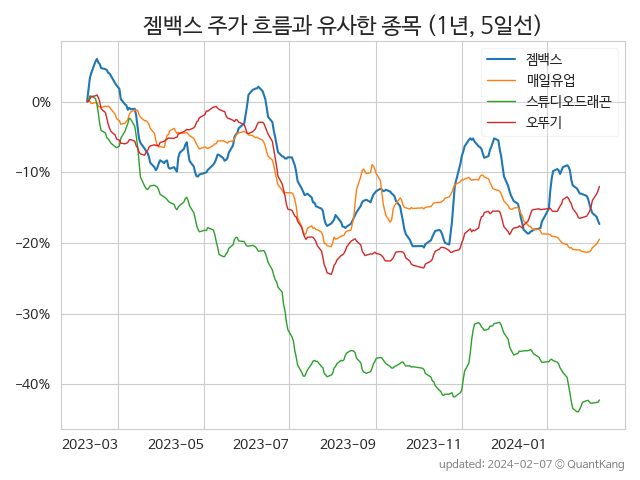 젬백스 주가 흐름과 유사한 종목 (1년, 5일선)
젬백스
매일유업
스튜디오드래곤
오뚜기
0%
−10%
−20%
−30%
−40%
2023-03 2023-05 2023-07 2023-09 2023-11 2024-01
updated: 2024-02-07 © QuantKang